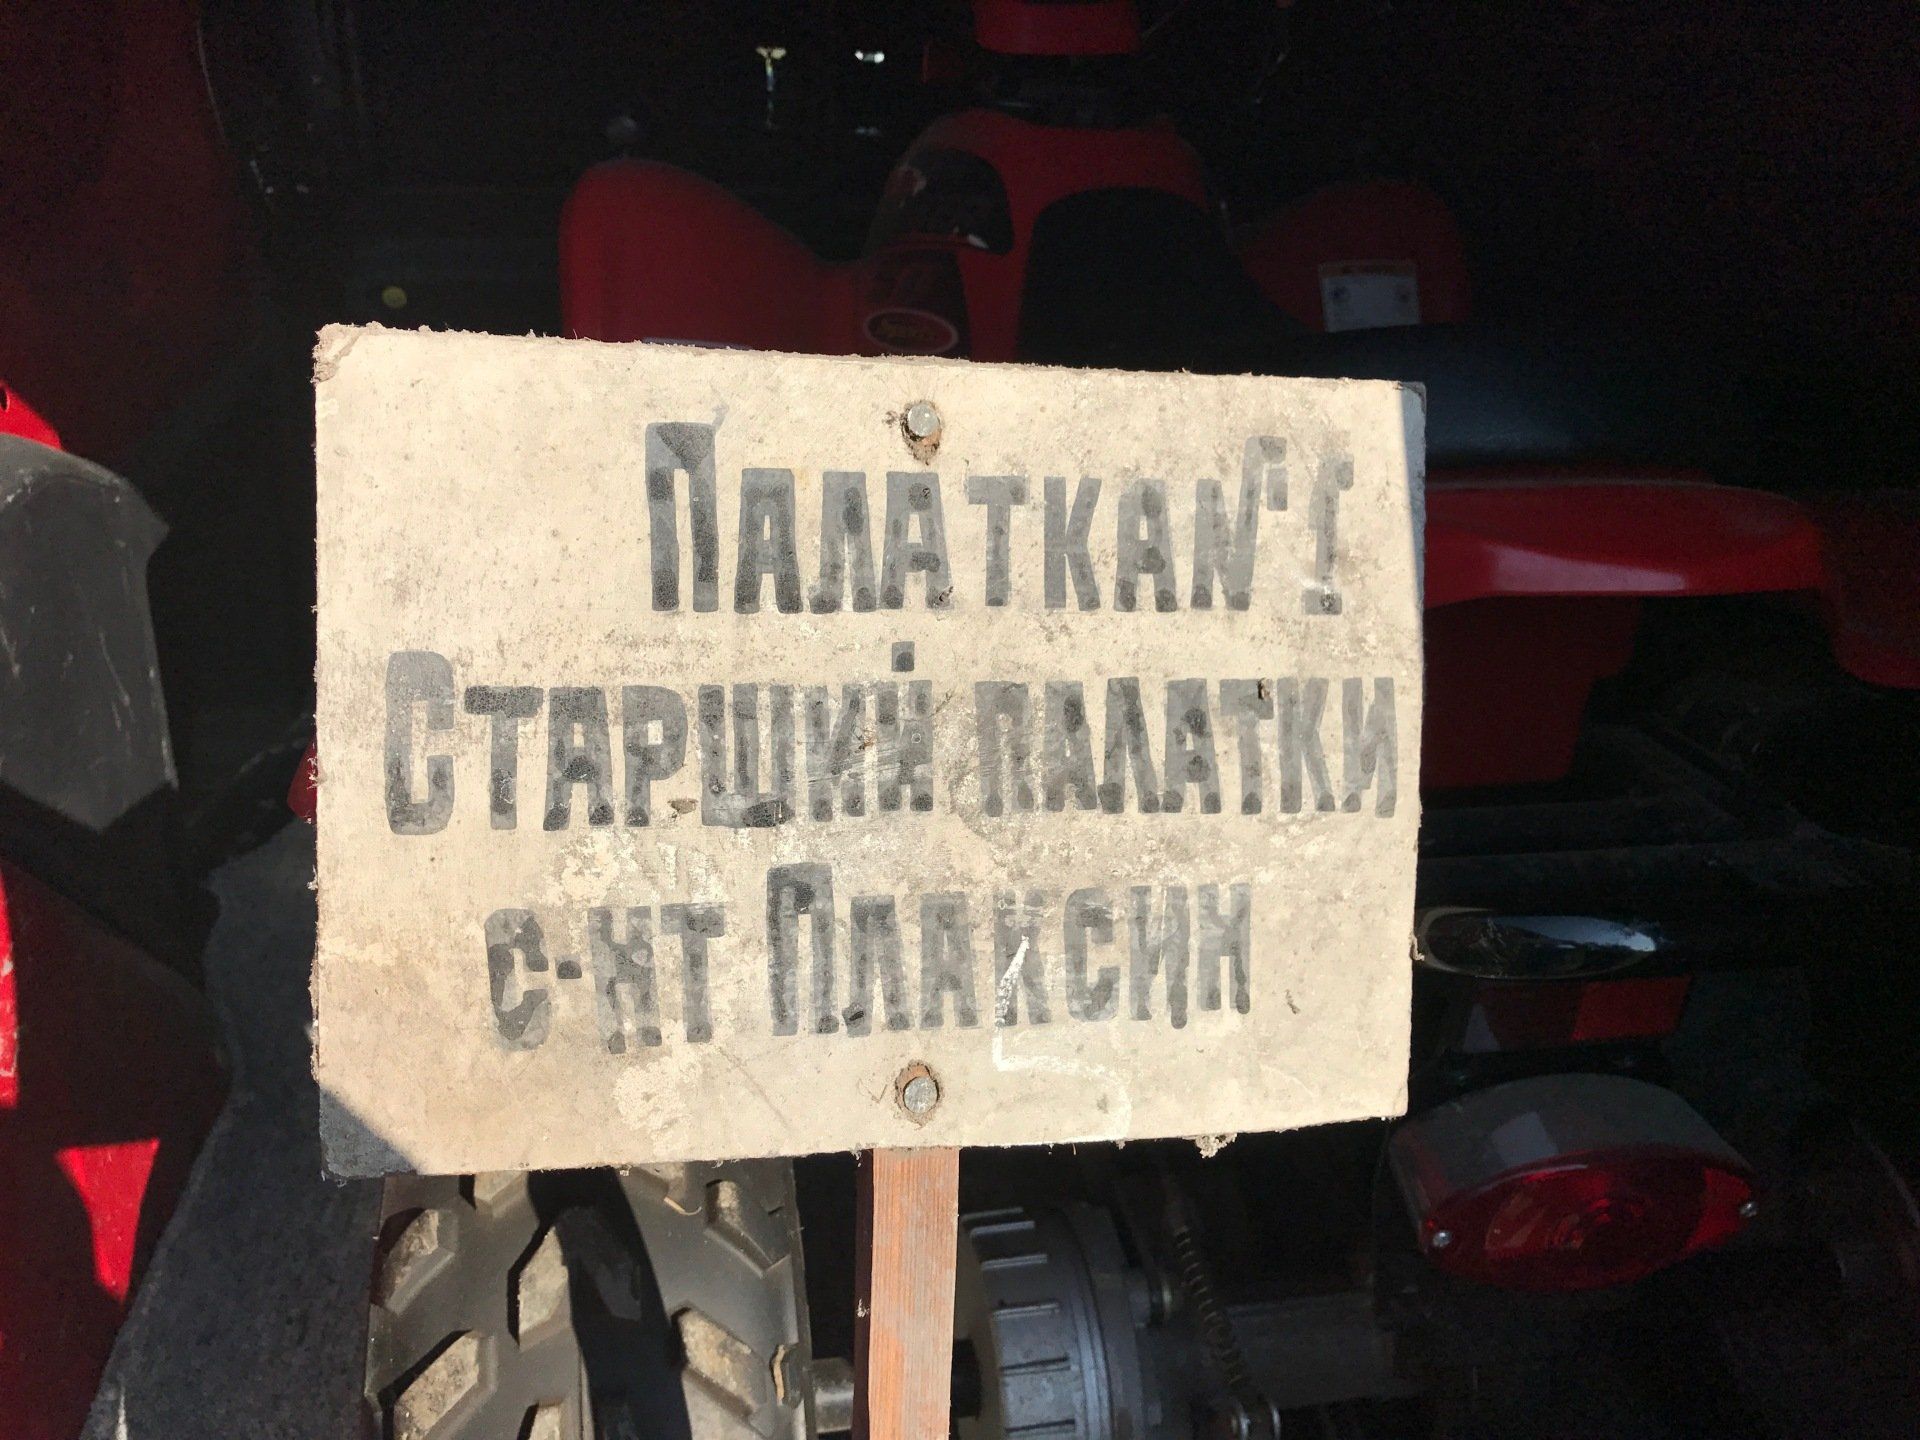 Палатка № 1
Старший палатки
с-нт Плаксин